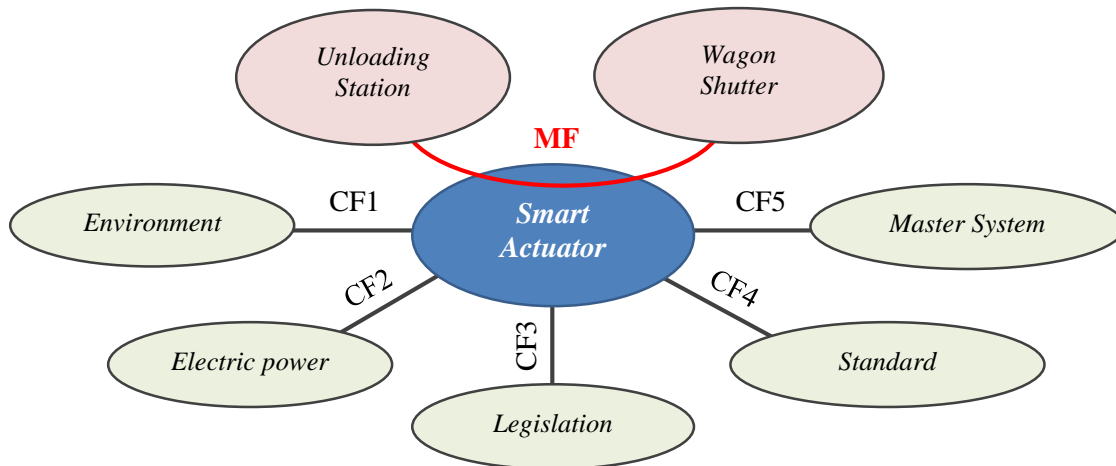 Unloading
Station
Wagon
Shutter
MF
Environment
CF1
Smart
Actuator
CF5
Master System
CF2
CF3
CF4
Electric power
Standard
Legislation